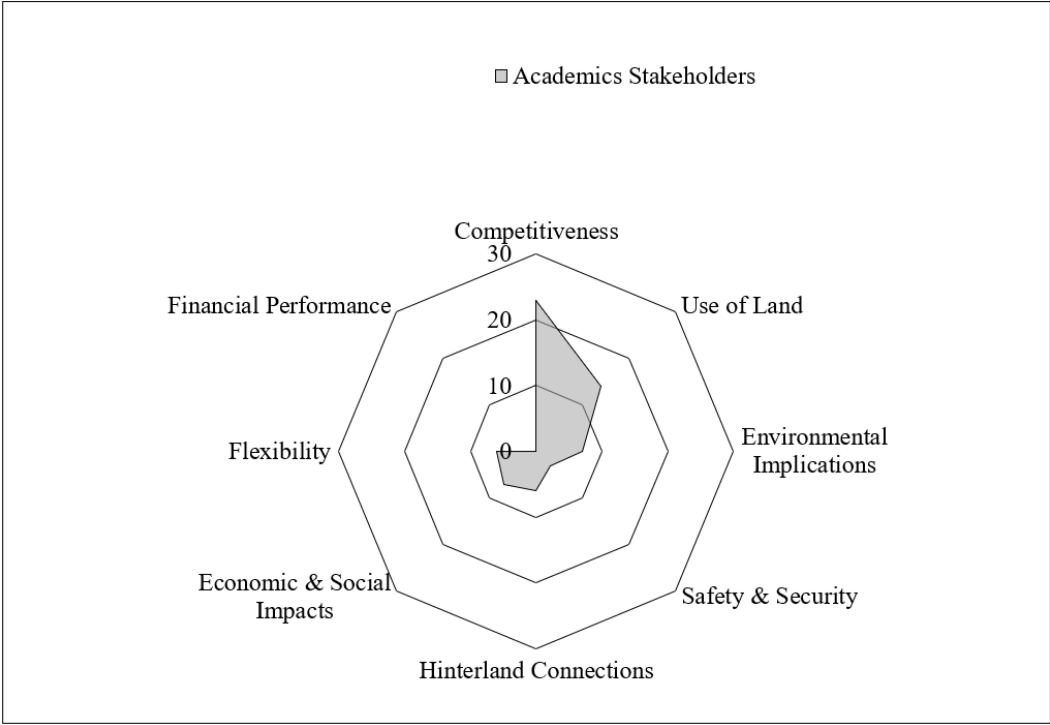 Academics Stakeholders
Competitiveness
30
Financial Performance
Use of Land
20
10
Flexibility
0
Environmental
Implications
Economic & Social
Impacts
Safety & Security
Hinterland Connections